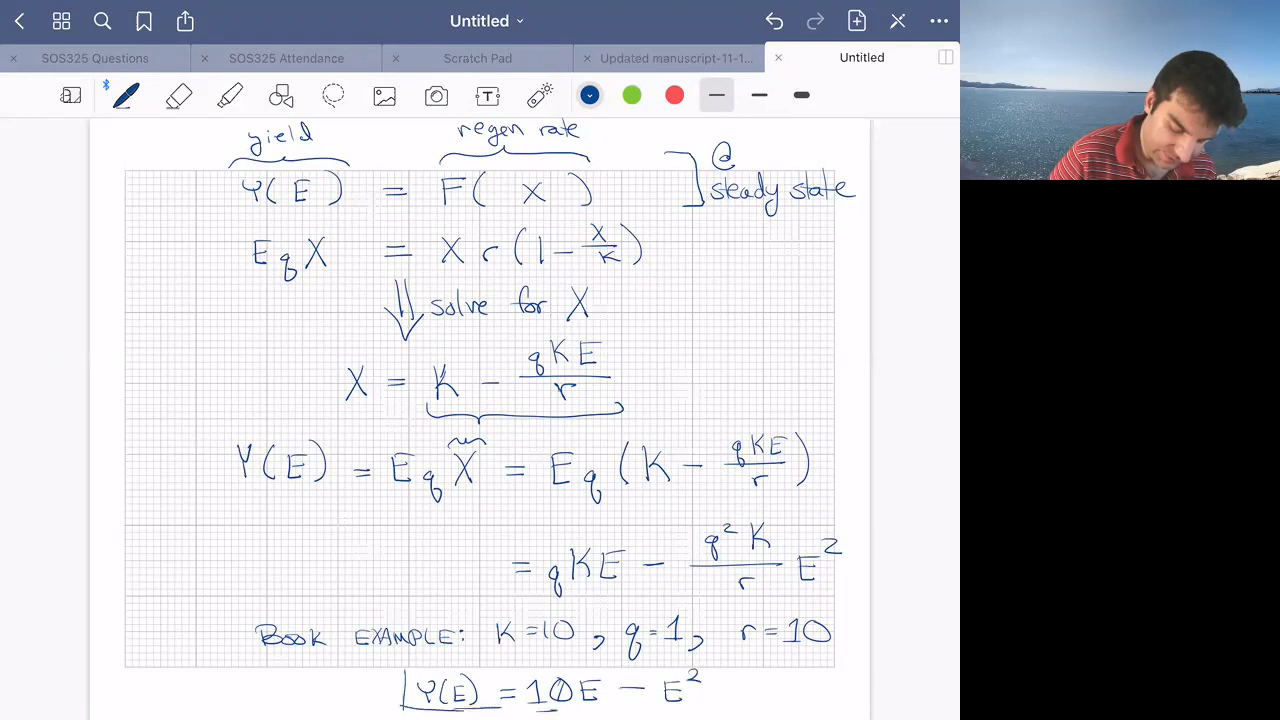 Untitled
SOS325 Questions SOS325 Attendance Scratch Pad Updated manuscript-11-1... Untitled
yield regen rate
Y(E) = F(X) @ steady state
EqX = Xr(1 - X/K)
⇓ solve for X
X = K - qKE/r
Y(E) = EqX = Eq(K - qKE/r)
= qKE - q²K/r E²
BOOK EXAMPLE: K=10, q=1, r=10
Y(E) = 10E - E²